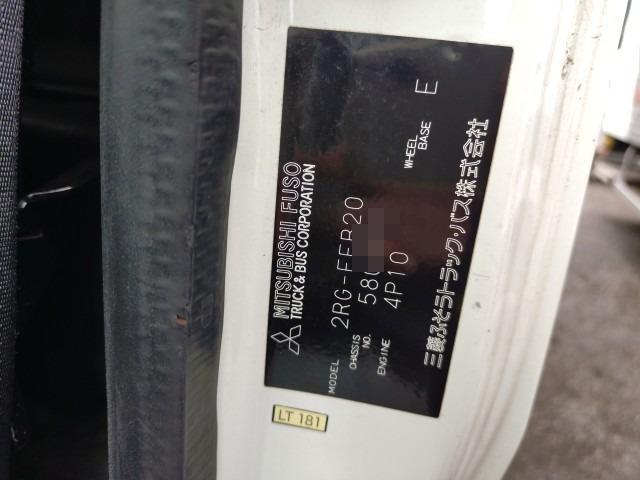 MITSUBISHI FUSO
TRUCK & BUS CORPORATION
MODEL 2RG-FEB20
CHASSIS NO. 580
ENGINE 4P10
WHEEL BASE E
三菱ふそうトラック・バス株式会社
LT 181